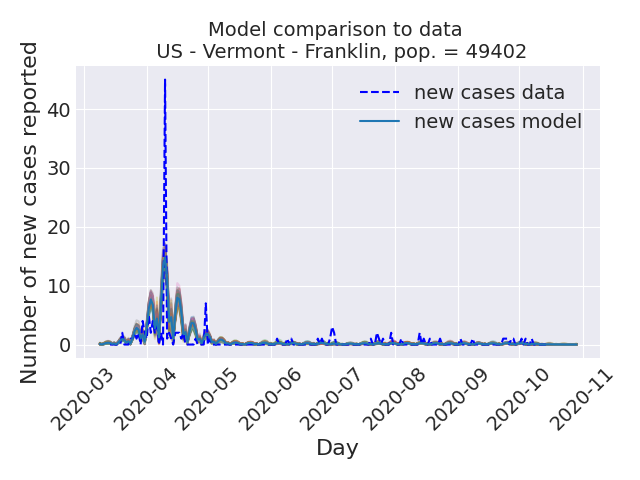 Model comparison to data
US - Vermont - Franklin, pop. = 49402
Number of new cases reported
40
30
20
10
0
new cases data
new cases model
2020-03
2020-04
2020-05
2020-06
2020-07
2020-08
2020-09
2020-10
2020-11
Day